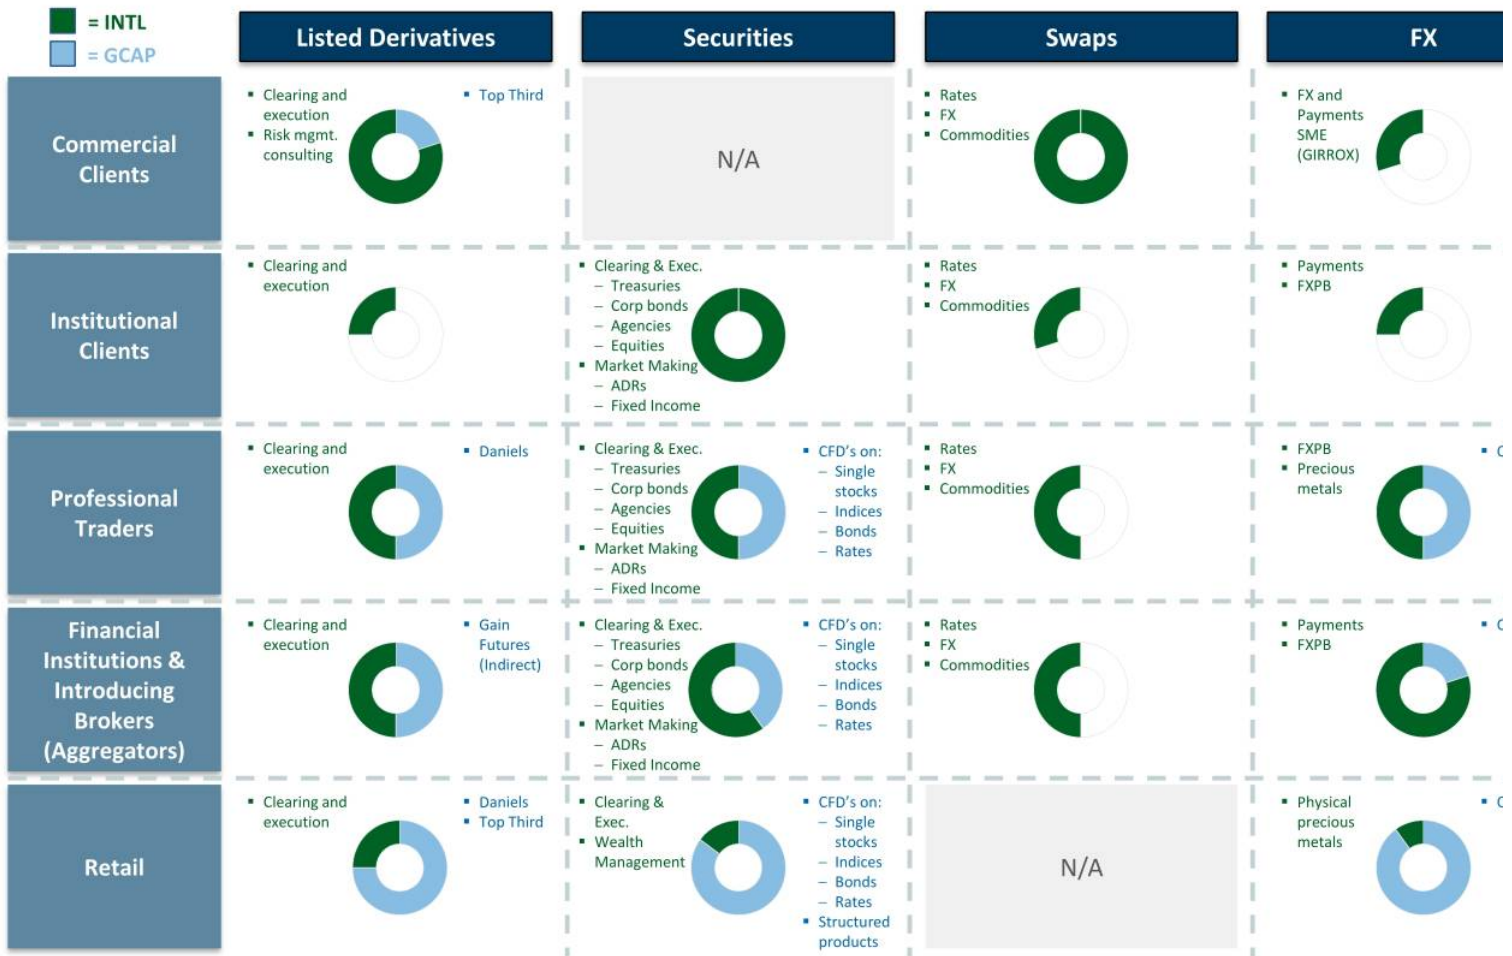 = INTL
= GCAP
Listed Derivatives
Securities
Swaps
FX
Commercial
Clients
▪ Clearing and
execution
▪ Risk mgmt.
consulting
▪ Top Third
N/A
▪ Rates
▪ FX
▪ Commodities
▪ FX and
Payments
SME
(GIRROX)
Institutional
Clients
▪ Clearing and
execution
▪ Clearing & Exec.
– Treasuries
– Corp bonds
– Agencies
– Equities
▪ Market Making
– ADRs
– Fixed Income
▪ Rates
▪ FX
▪ Commodities
▪ Payments
▪ FXPB
Professional
Traders
▪ Clearing and
execution
▪ Daniels
▪ Clearing & Exec.
– Treasuries
– Corp bonds
– Agencies
– Equities
▪ Market Making
– ADRs
– Fixed Income
▪ CFD's on:
– Single
stocks
– Indices
– Bonds
– Rates
▪ Rates
▪ FX
▪ Commodities
▪ FXPB
▪ Precious
metals
Financial
Institutions &
Introducing
Brokers
(Aggregators)
▪ Clearing and
execution
▪ Gain
Futures
(Indirect)
▪ Clearing & Exec.
– Treasuries
– Corp bonds
– Agencies
– Equities
▪ Market Making
– ADRs
– Fixed Income
▪ CFD's on:
– Single
stocks
– Indices
– Bonds
– Rates
▪ Rates
▪ FX
▪ Commodities
▪ Payments
▪ FXPB
Retail
▪ Clearing and
execution
▪ Daniels
▪ Top Third
▪ Clearing &
Exec.
▪ Wealth
Management
▪ CFD's on:
– Single
stocks
– Indices
– Bonds
– Rates
▪ Structured
products
N/A
▪ Physical
precious
metals